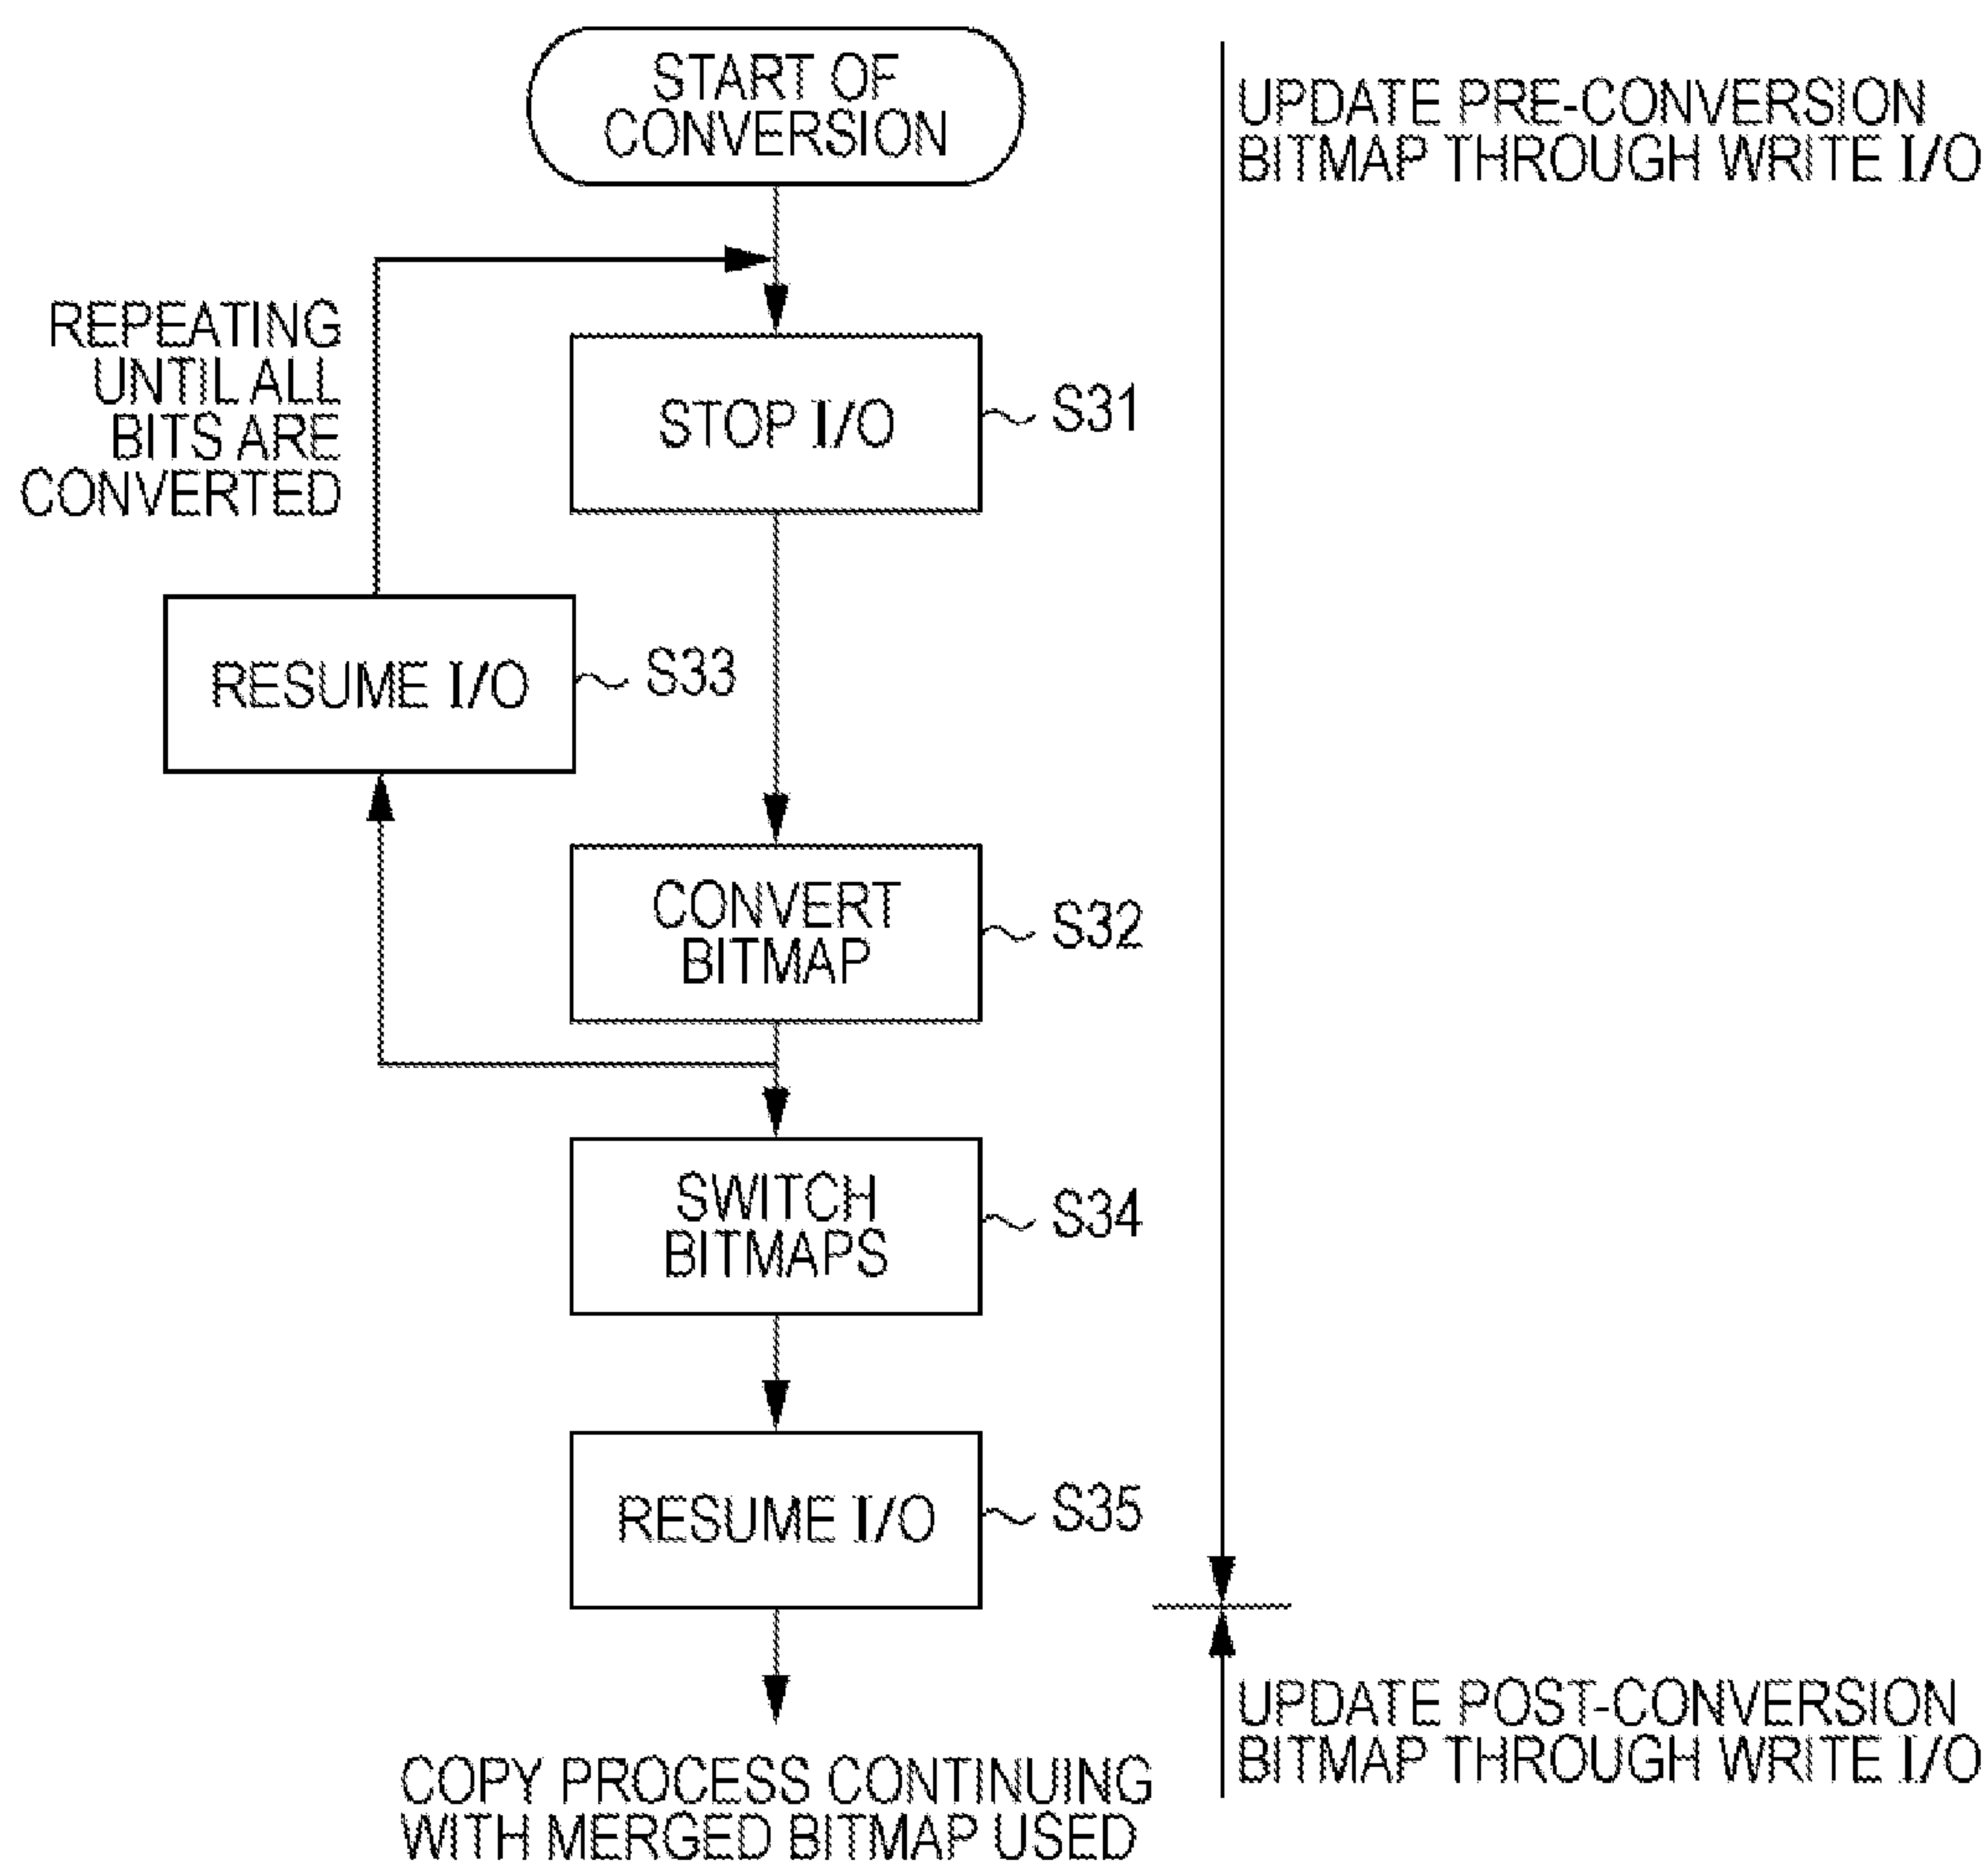 START OF
CONVERSION
UPDATE PRE-CONVERSION
BITMAP THROUGH WRITE I/O
REPEATING
UNTIL ALL
BITS ARE
CONVERTED
STOP I/O
S31
RESUME I/O
S33
CONVERT
BITMAP
S32
SWITCH
BITMAPS
S34
RESUME I/O
S35
UPDATE POST-CONVERSION
BITMAP THROUGH WRITE I/O
COPY PROCESS CONTINUING
WITH MERGED BITMAP USED